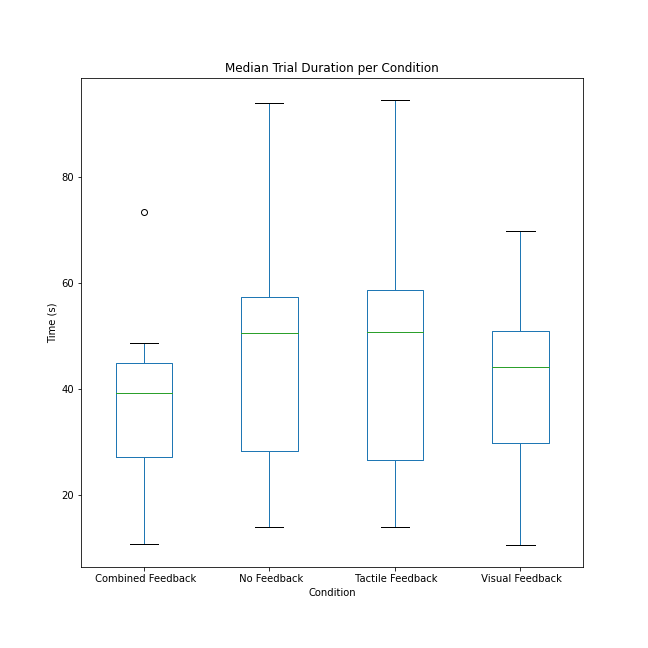 Median Trial Duration per Condition
80
60
40
20
Time (s)
Combined Feedback No Feedback Tactile Feedback Visual Feedback
Condition